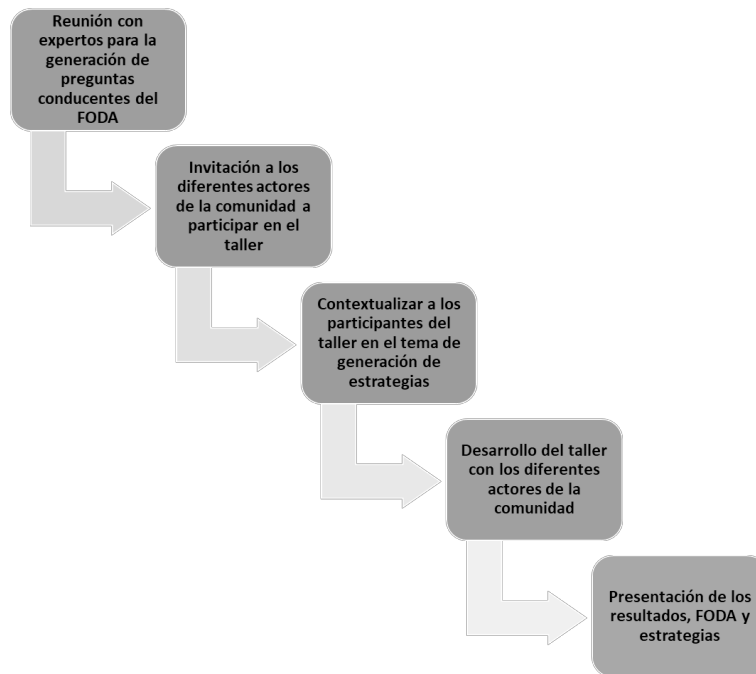 Reunión con
expertos para la
generación de
preguntas
conducentes del
FODA
Invitación a los
diferentes actores
de la comunidad a
participar en el
taller
Contextualizar a los
participantes del
taller en el tema de
generación de
estrategias
Desarrollo del taller
con los diferentes
actores de la
comunidad
Presentación de los
resultados, FODA y
estrategias